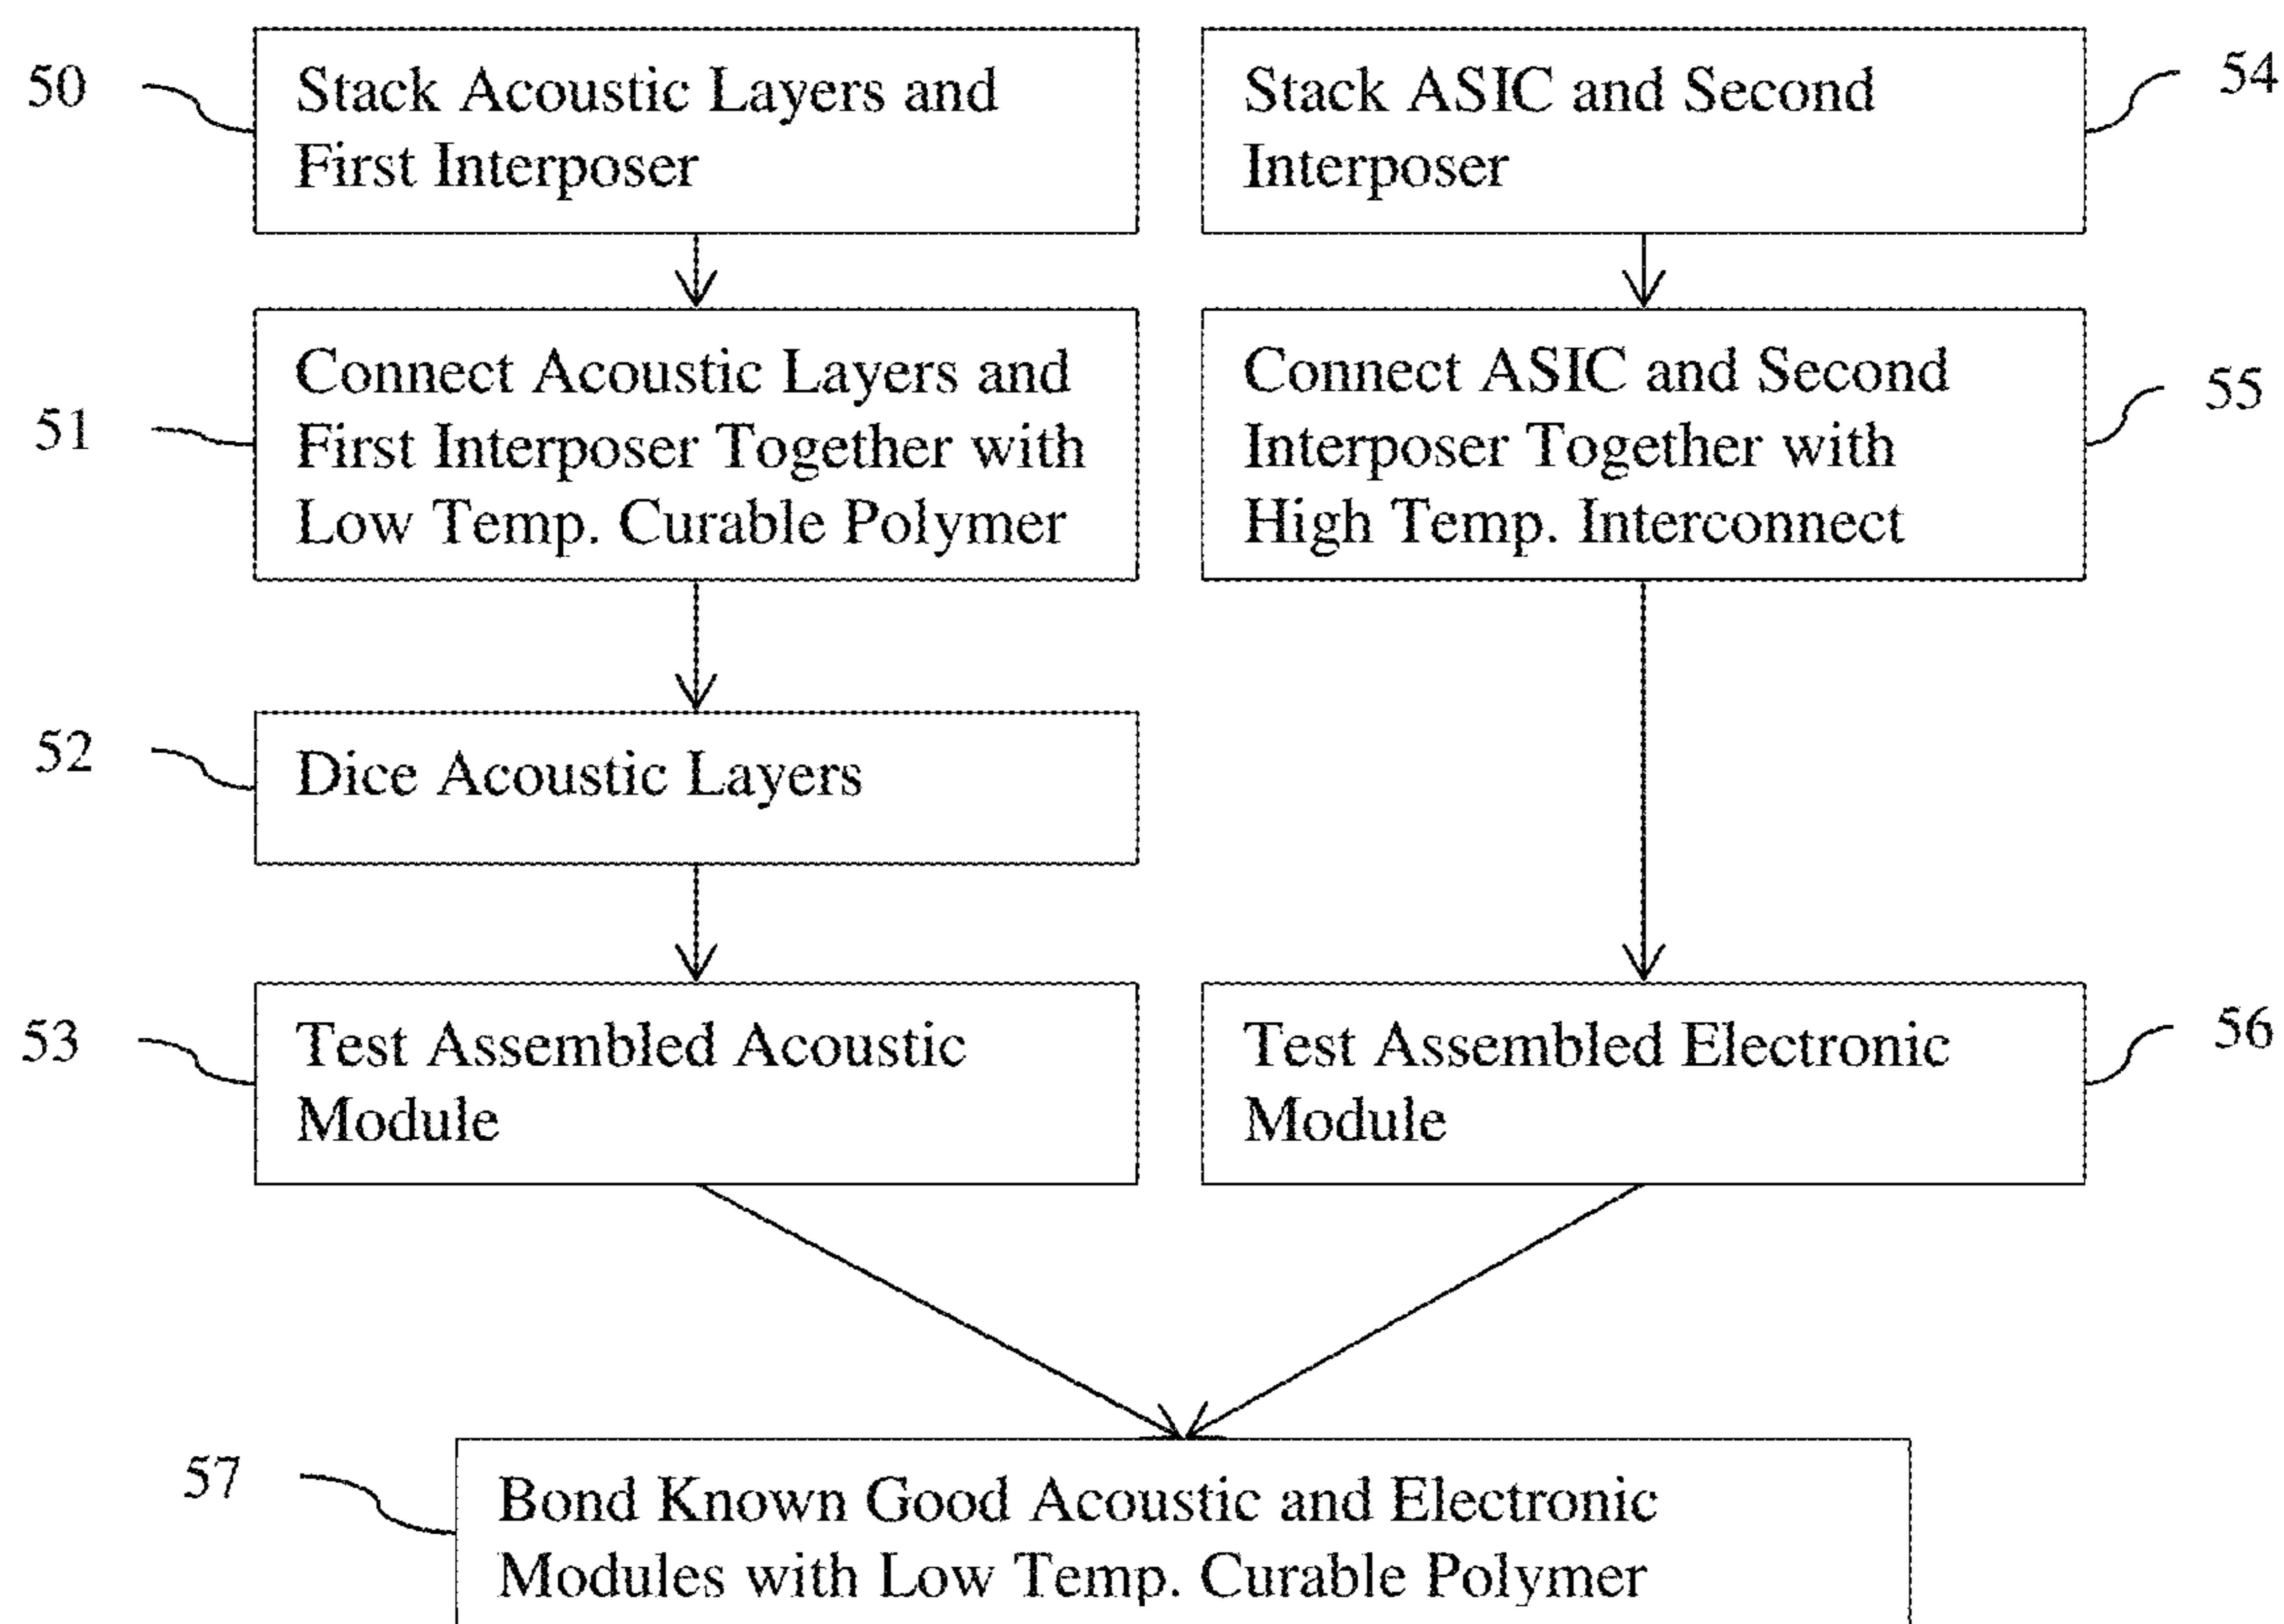 50
Stack Acoustic Layers and
First Interposer
Stack ASIC and Second
Interposer
54
51
Connect Acoustic Layers and
First Interposer Together with
Low Temp. Curable Polymer
Connect ASIC and Second
Interposer Together with
High Temp. Interconnect
55
52
Dice Acoustic Layers
53
Test Assembled Acoustic
Module
Test Assembled Electronic
Module
56
57
Bond Known Good Acoustic and Electronic
Modules with Low Temp. Curable Polymer